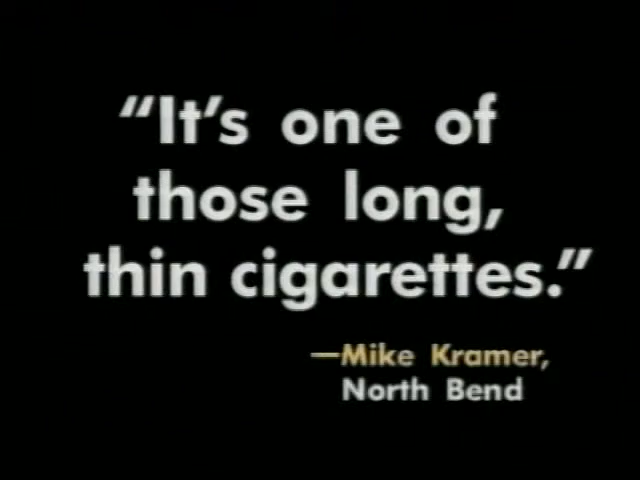 “It’s one of
those long,
thin cigarettes.”
—Mike Kramer,
North Bend